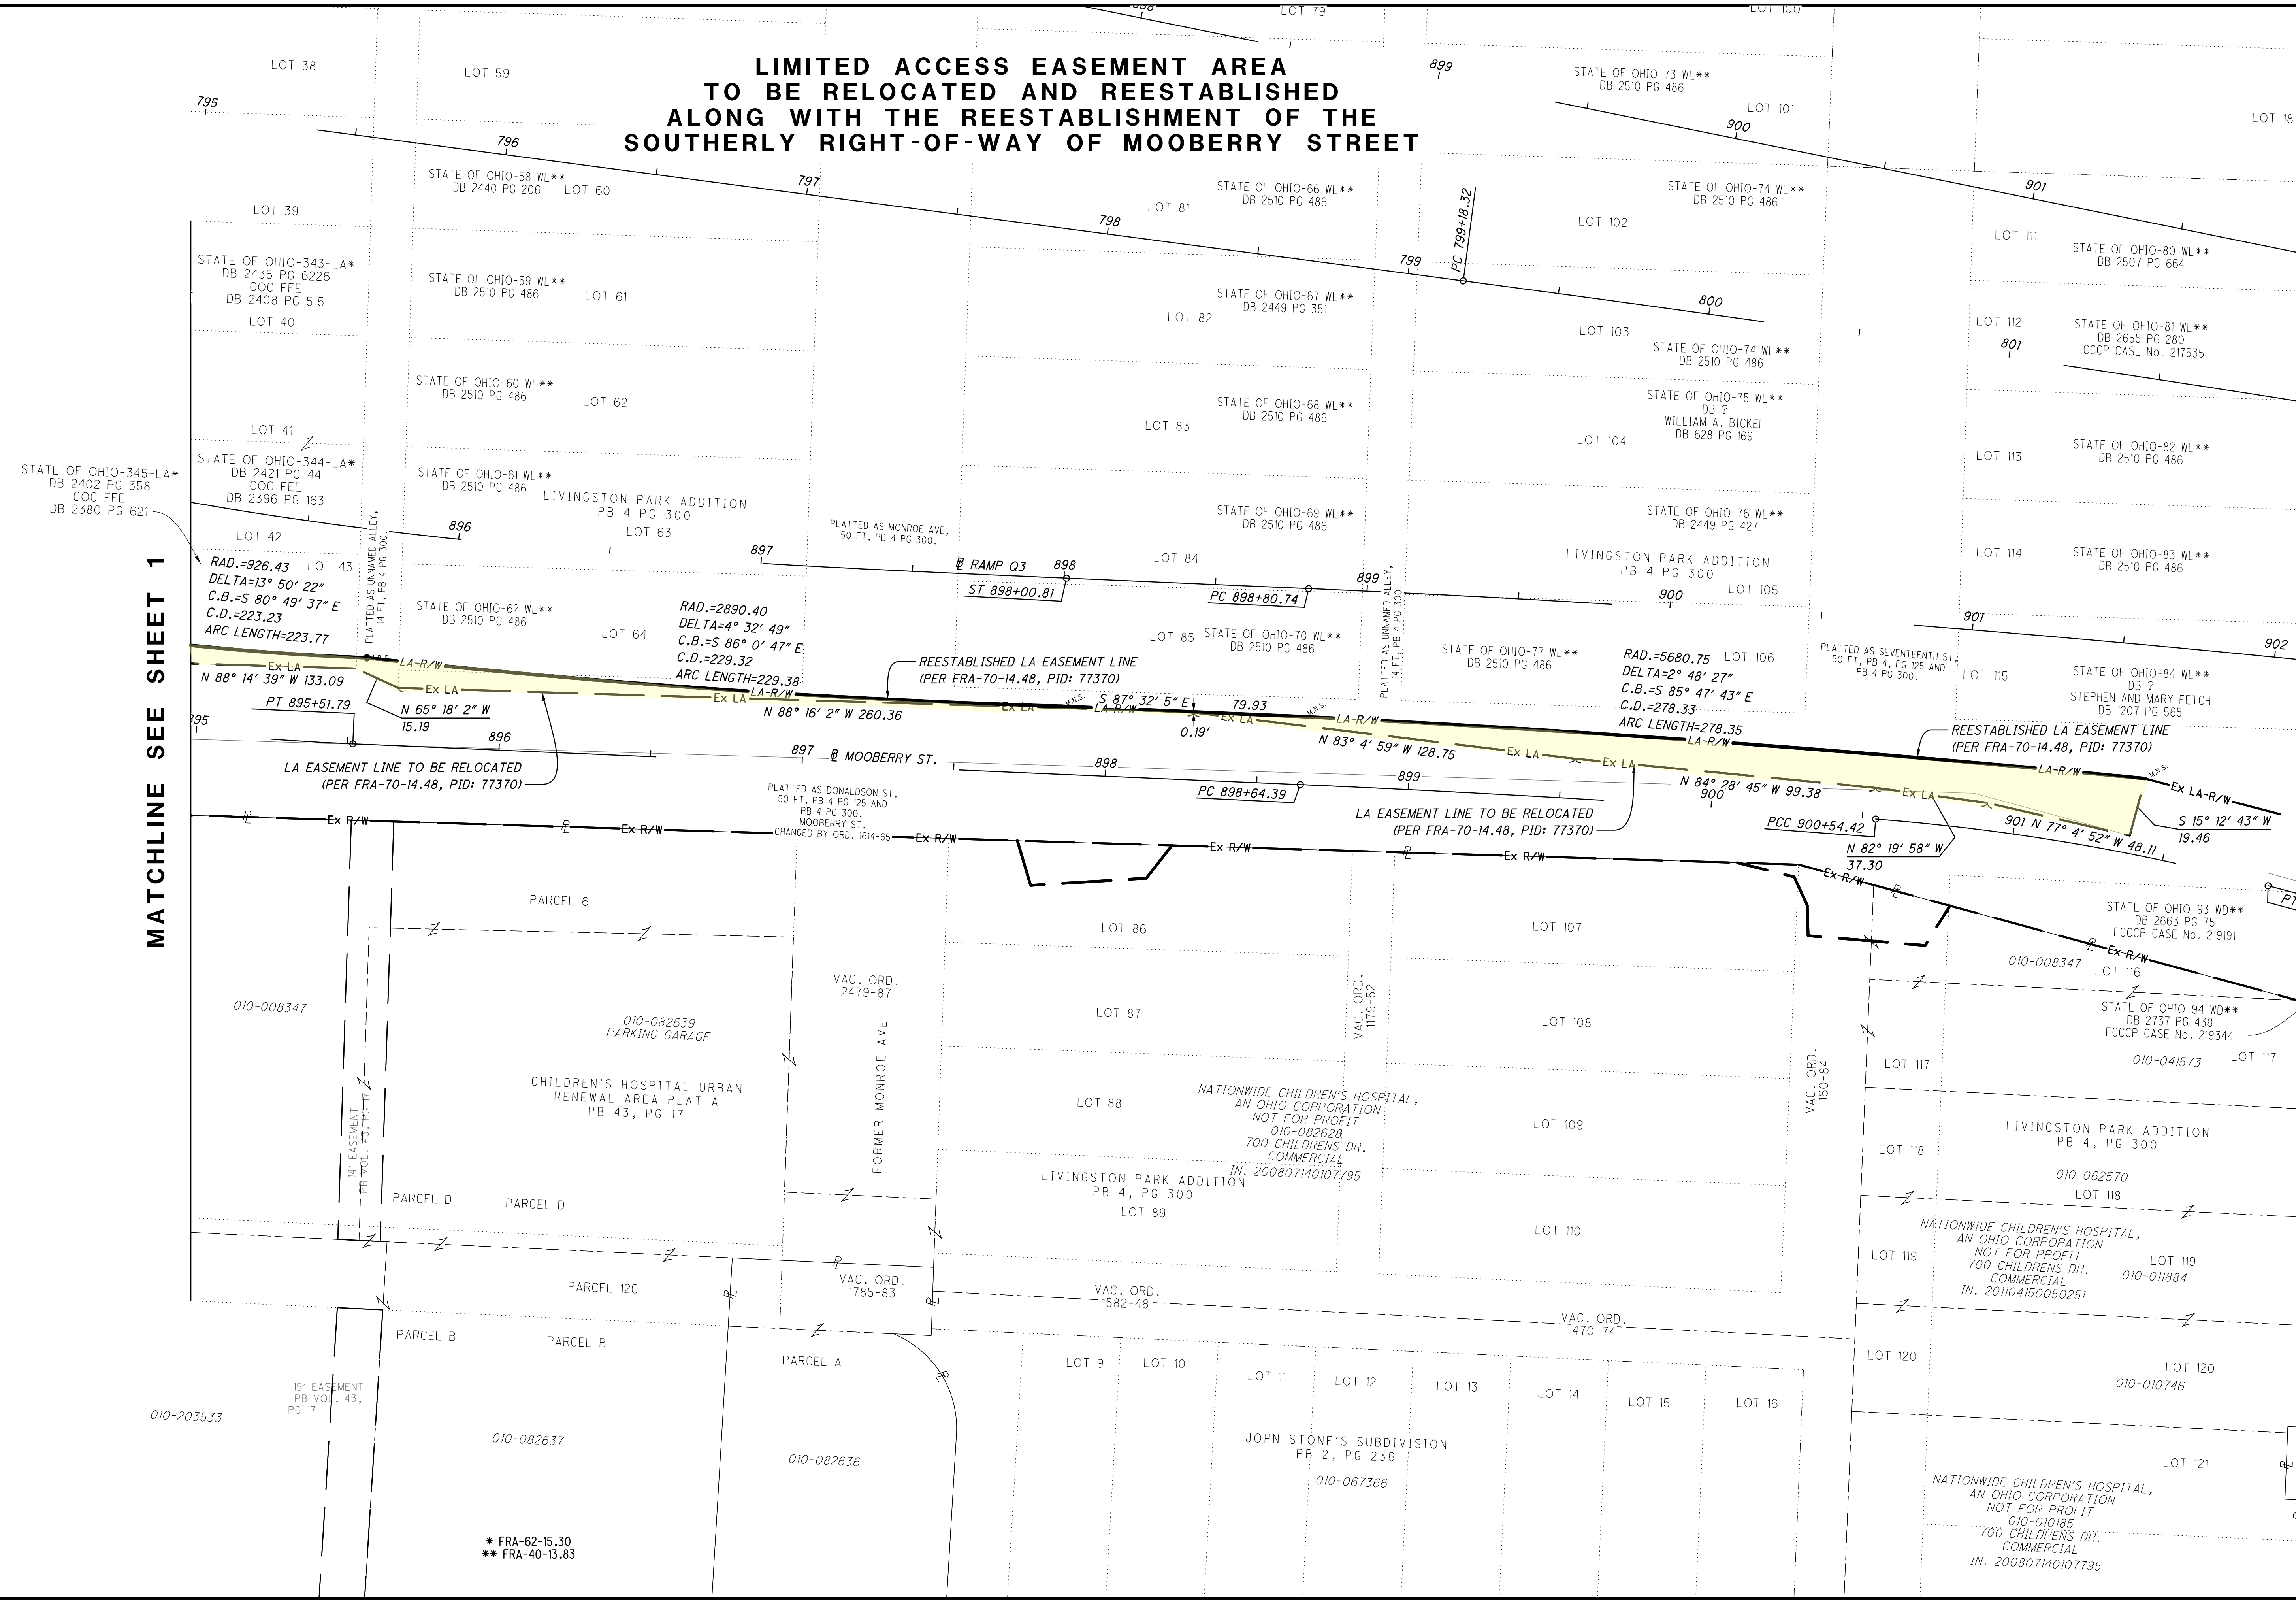 LIMITED ACCESS EASEMENT AREA
TO BE RELOCATED AND REESTABLISHED
ALONG WITH THE REESTABLISHMENT OF THE
SOUTHERLY RIGHT-OF-WAY OF MOOBERRY STREET
LOT 79
LOT 100
LOT 38
LOT 59
899
STATE OF OHIO-73 WL**
DB 2510 PG 486
LOT 101
795
796
797
798
799
PC 799+18.32
800
900
901
LOT 18
STATE OF OHIO-58 WL**
DB 2440 PG 206
LOT 60
LOT 39
LOT 81
STATE OF OHIO-66 WL**
DB 2510 PG 486
LOT 102
STATE OF OHIO-74 WL**
DB 2510 PG 486
LOT 111
STATE OF OHIO-80 WL**
DB 2507 PG 664
STATE OF OHIO-343-LA*
DB 2435 PG 6226
COC FEE
DB 2408 PG 515
LOT 40
STATE OF OHIO-59 WL**
DB 2510 PG 486
LOT 61
STATE OF OHIO-67 WL**
DB 2449 PG 351
LOT 82
LOT 103
STATE OF OHIO-74 WL**
DB 2510 PG 486
LOT 112
801
STATE OF OHIO-81 WL**
DB 2655 PG 280
FCCCP CASE No. 217535
STATE OF OHIO-60 WL**
DB 2510 PG 486
LOT 62
STATE OF OHIO-68 WL**
DB 2510 PG 486
LOT 83
STATE OF OHIO-75 WL**
DB ?
WILLIAM A. BICKEL
DB 628 PG 169
LOT 104
LOT 113
STATE OF OHIO-82 WL**
DB 2510 PG 486
LOT 41
STATE OF OHIO-344-LA*
DB 2421 PG 44
COC FEE
DB 2396 PG 163
STATE OF OHIO-345-LA*
DB 2402 PG 358
COC FEE
DB 2380 PG 621
STATE OF OHIO-61 WL**
DB 2510 PG 486
LIVINGSTON PARK ADDITION
PB 4 PG 300
LOT 63
896
PLATTED AS UNNAMED ALLEY,
14 FT, PB 4 PG 300.
LOT 42
LOT 43
PLATTED AS MONROE AVE,
50 FT, PB 4 PG 300.
STATE OF OHIO-69 WL**
DB 2510 PG 486
LOT 84
STATE OF OHIO-76 WL**
DB 2449 PG 427
LIVINGSTON PARK ADDITION
PB 4 PG 300
LOT 105
LOT 114
STATE OF OHIO-83 WL**
DB 2510 PG 486
897
RAMP Q3
898
899
900
901
902
ST 898+00.81
PC 898+80.74
RAD.=926.43
DELTA=13° 50' 22"
C.B.=S 80° 49' 37" E
C.D.=223.23
ARC LENGTH=223.77
STATE OF OHIO-62 WL**
DB 2510 PG 486
LOT 64
RAD.=2890.40
DELTA=4° 32' 49"
C.B.=S 86° 0' 47" E
C.D.=229.32
ARC LENGTH=229.38
LOT 85
STATE OF OHIO-70 WL**
DB 2510 PG 486
PLATTED AS UNNAMED ALLEY,
14 FT, PB 4 PG 300.
STATE OF OHIO-77 WL**
DB 2510 PG 486
RAD.=5680.75
DELTA=2° 48' 27"
C.B.=S 85° 47' 43" E
C.D.=278.33
ARC LENGTH=278.35
LOT 106
PLATTED AS SEVENTEENTH ST,
50 FT, PB 4, PG 125 AND
PB 4 PG 300.
LOT 115
STATE OF OHIO-84 WL**
DB ?
STEPHEN AND MARY FETCH
DB 1207 PG 565
REESTABLISHED LA EASEMENT LINE
(PER FRA-70-14.48, PID: 77370)
REESTABLISHED LA EASEMENT LINE
(PER FRA-70-14.48, PID: 77370)
MATCHLINE SEE SHEET 1
Ex LA
LA-R/W
Ex LA
Ex LA
LA-R/W
Ex LA
M.N.S.
LA-R/W
Ex LA
M.N.S.
LA-R/W
Ex LA
Ex LA
LA-R/W
Ex LA
LA-R/W
M.N.S.
Ex LA-R/W
N 88° 14' 39" W 133.09
N 65° 18' 2" W
15.19
N 88° 16' 2" W 260.36
S 87° 32' 5" E
79.93
0.19'
N 83° 4' 59" W 128.75
N 84° 28' 45" W 99.38
N 82° 19' 58" W
37.30
N 77° 4' 52" W 48.11
S 15° 12' 43" W
19.46
PT 895+51.79
896
897
MOOBERRY ST.
898
PC 898+64.39
899
900
PCC 900+54.42
901
LA EASEMENT LINE TO BE RELOCATED
(PER FRA-70-14.48, PID: 77370)
LA EASEMENT LINE TO BE RELOCATED
(PER FRA-70-14.48, PID: 77370)
PLATTED AS DONALDSON ST,
50 FT, PB 4 PG 125 AND
PB 4 PG 300.
MOOBERRY ST.
CHANGED BY ORD. 1614-65
Ex R/W
Ex R/W
Ex R/W
Ex R/W
Ex R/W
Ex R/W
Ex R/W
PARCEL 6
LOT 86
LOT 107
STATE OF OHIO-93 WD**
DB 2663 PG 75
FCCCP CASE No. 219191
010-008347
LOT 116
VAC. ORD.
2479-87
VAC. ORD.
1179-52
010-008347
010-082639
PARKING GARAGE
LOT 87
LOT 108
STATE OF OHIO-94 WD**
DB 2737 PG 438
FCCCP CASE No. 219344
010-041573
LOT 117
LOT 117
CHILDREN'S HOSPITAL URBAN
RENEWAL AREA PLAT A
PB 43, PG 17
14' EASEMENT
PB VOL. 43, PG 17
FORMER MONROE AVE
LOT 88
NATIONWIDE CHILDREN'S HOSPITAL,
AN OHIO CORPORATION
NOT FOR PROFIT
010-082628
700 CHILDRENS DR.
COMMERCIAL
IN. 200807140107795
LOT 109
VAC. ORD.
160-84
LIVINGSTON PARK ADDITION
PB 4, PG 300
LOT 118
010-062570
LOT 118
LIVINGSTON PARK ADDITION
PB 4, PG 300
LOT 89
PARCEL D
PARCEL D
LOT 110
NATIONWIDE CHILDREN'S HOSPITAL,
AN OHIO CORPORATION
NOT FOR PROFIT
700 CHILDRENS DR.
COMMERCIAL
IN. 201104150050251
LOT 119
LOT 119
010-011884
PARCEL 12C
VAC. ORD.
1785-83
VAC. ORD.
582-48
VAC. ORD.
470-74
PARCEL B
PARCEL B
PARCEL A
LOT 9
LOT 10
LOT 11
LOT 12
LOT 13
LOT 14
LOT 15
LOT 16
LOT 120
LOT 120
010-010746
15' EASEMENT
PB VOL. 43,
PG 17
010-203533
010-082637
010-082636
JOHN STONE'S SUBDIVISION
PB 2, PG 236
010-067366
LOT 121
NATIONWIDE CHILDREN'S HOSPITAL,
AN OHIO CORPORATION
NOT FOR PROFIT
010-010185
700 CHILDRENS DR.
COMMERCIAL
IN. 200807140107795
* FRA-62-15.30
** FRA-40-13.83